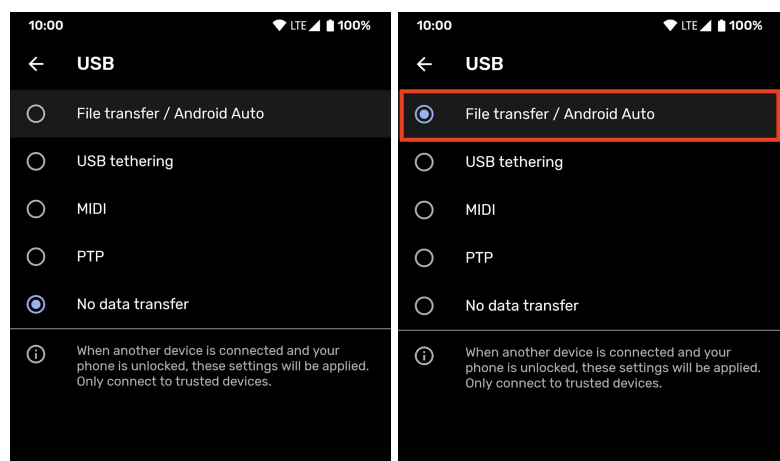 10:00 LTE 100%
USB
File transfer / Android Auto
USB tethering
MIDI
PTP
No data transfer
When another device is connected and your
phone is unlocked, these settings will be applied.
Only connect to trusted devices.
10:00 LTE 100%
USB
File transfer / Android Auto
USB tethering
MIDI
PTP
No data transfer
When another device is connected and your
phone is unlocked, these settings will be applied.
Only connect to trusted devices.